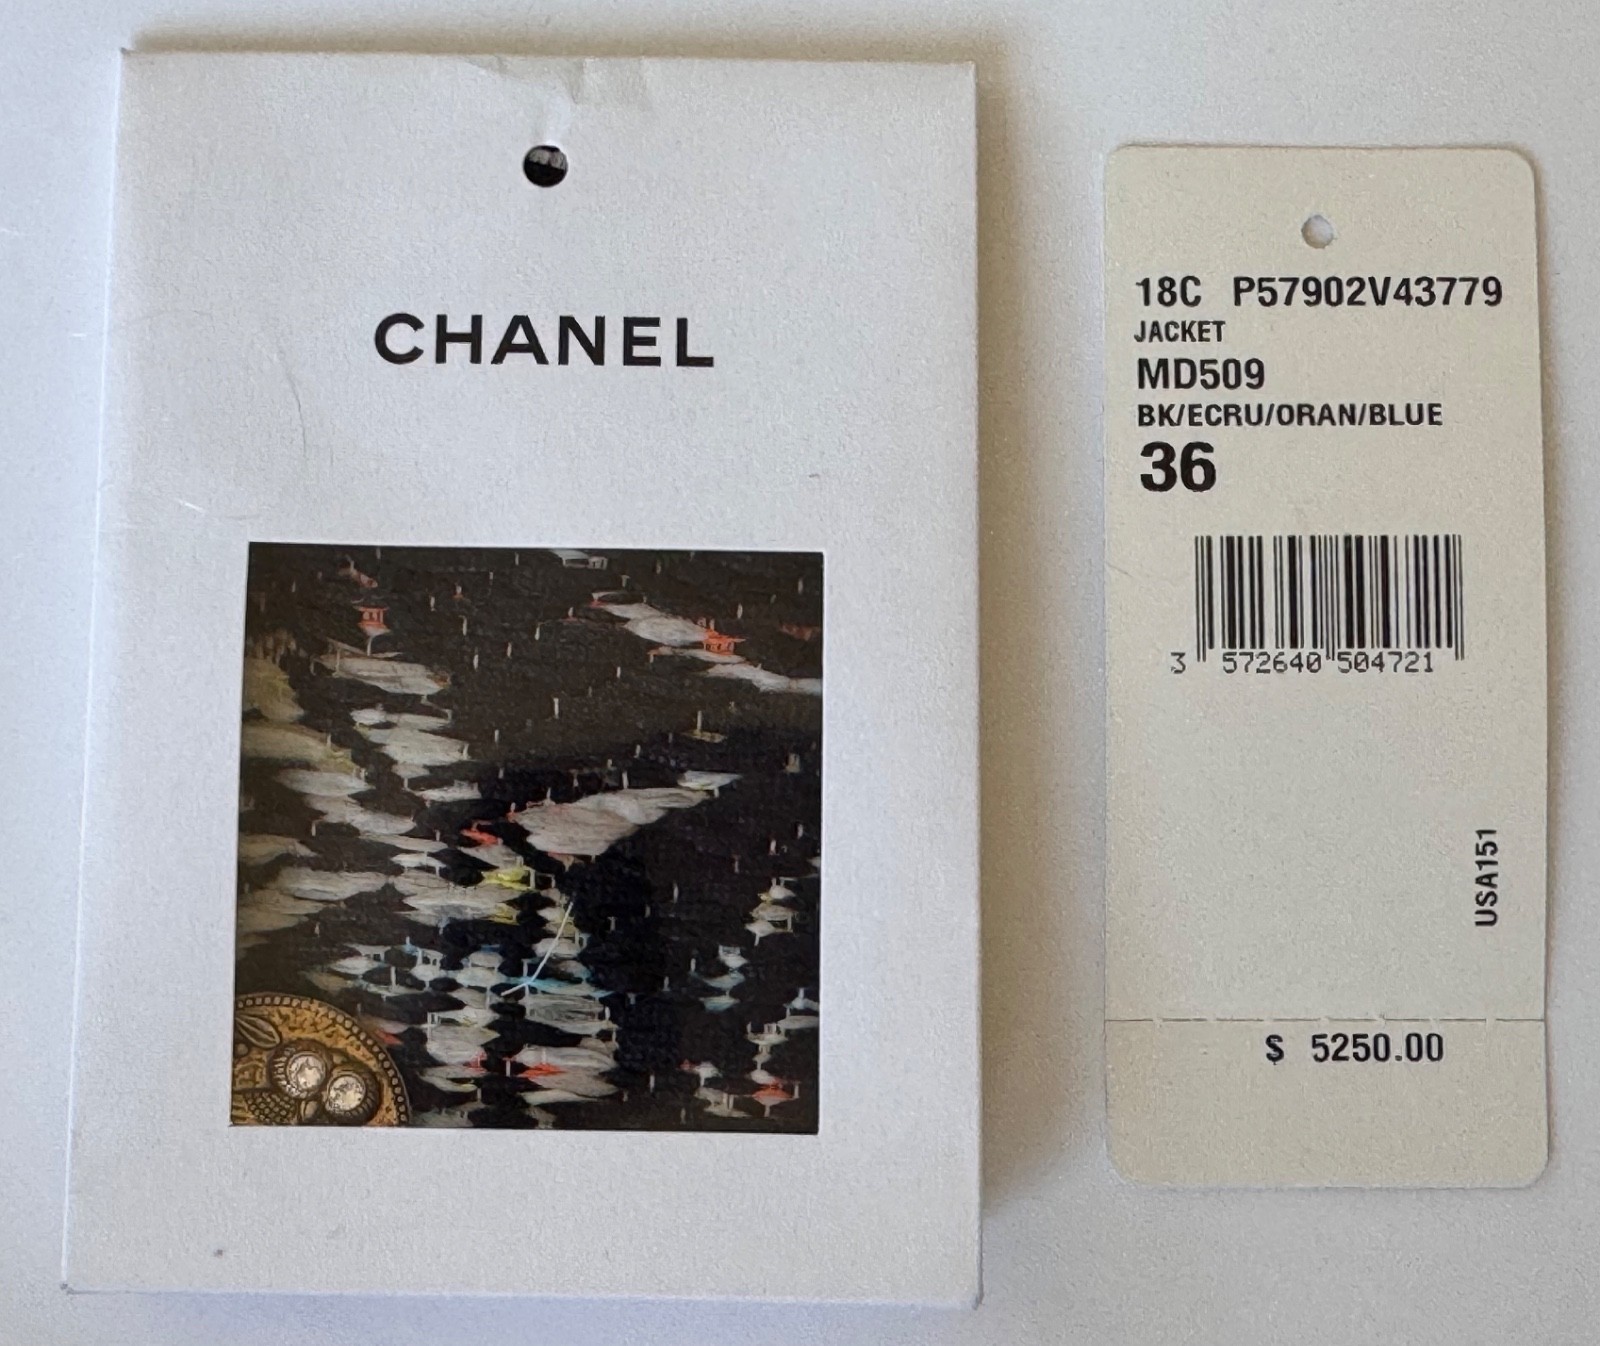 CHANEL
18C P57902V43779
JACKET
MD509
BK/ECRU/ORAN/BLUE
36
3 572640 504721
USA151
$ 5250.00